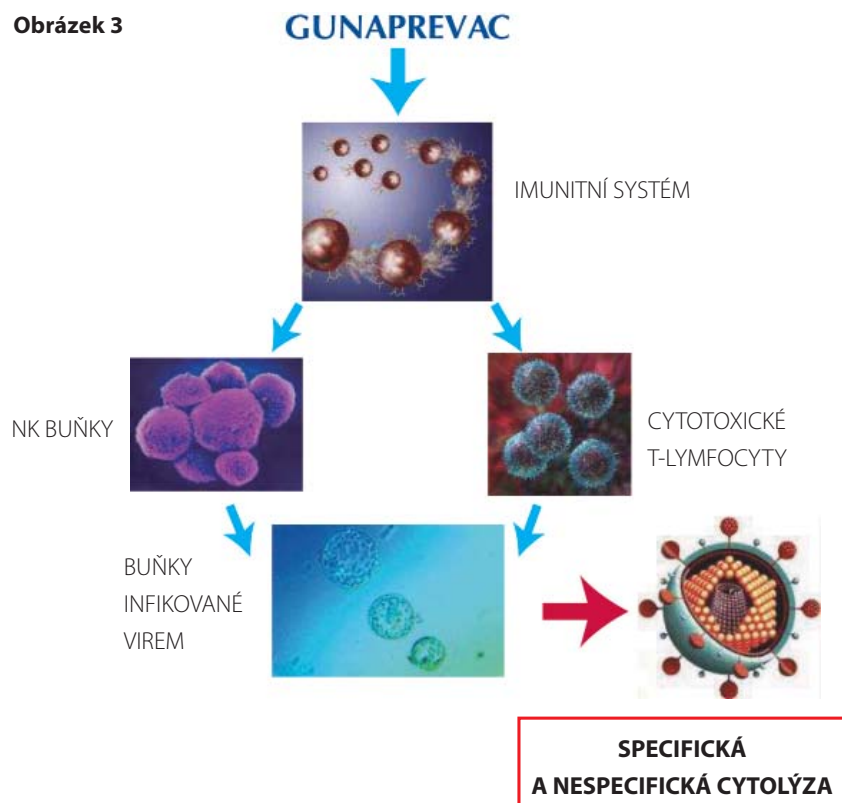 Obrázek 3
GUNAPREVAC
IMUNITNÍ SYSTÉM
NK BUŇKY
CYTOTOXICKÉ
T-LYMFOCYTY
BUŇKY
INFIKOVANÉ
VIREM
SPECIFICKÁ
A NESPECIFICKÁ CYTOLÝZA